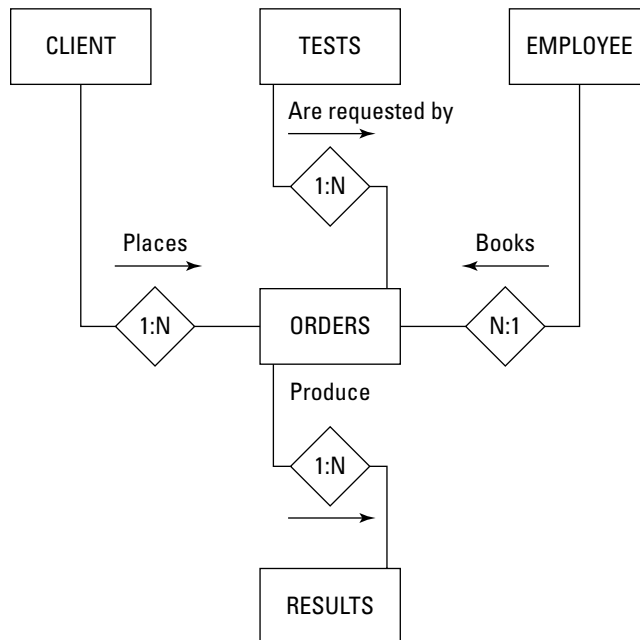 CLIENT
TESTS
EMPLOYEE
Are requested by
1:N
Places
Books
1:N
ORDERS
N:1
Produce
1:N
RESULTS